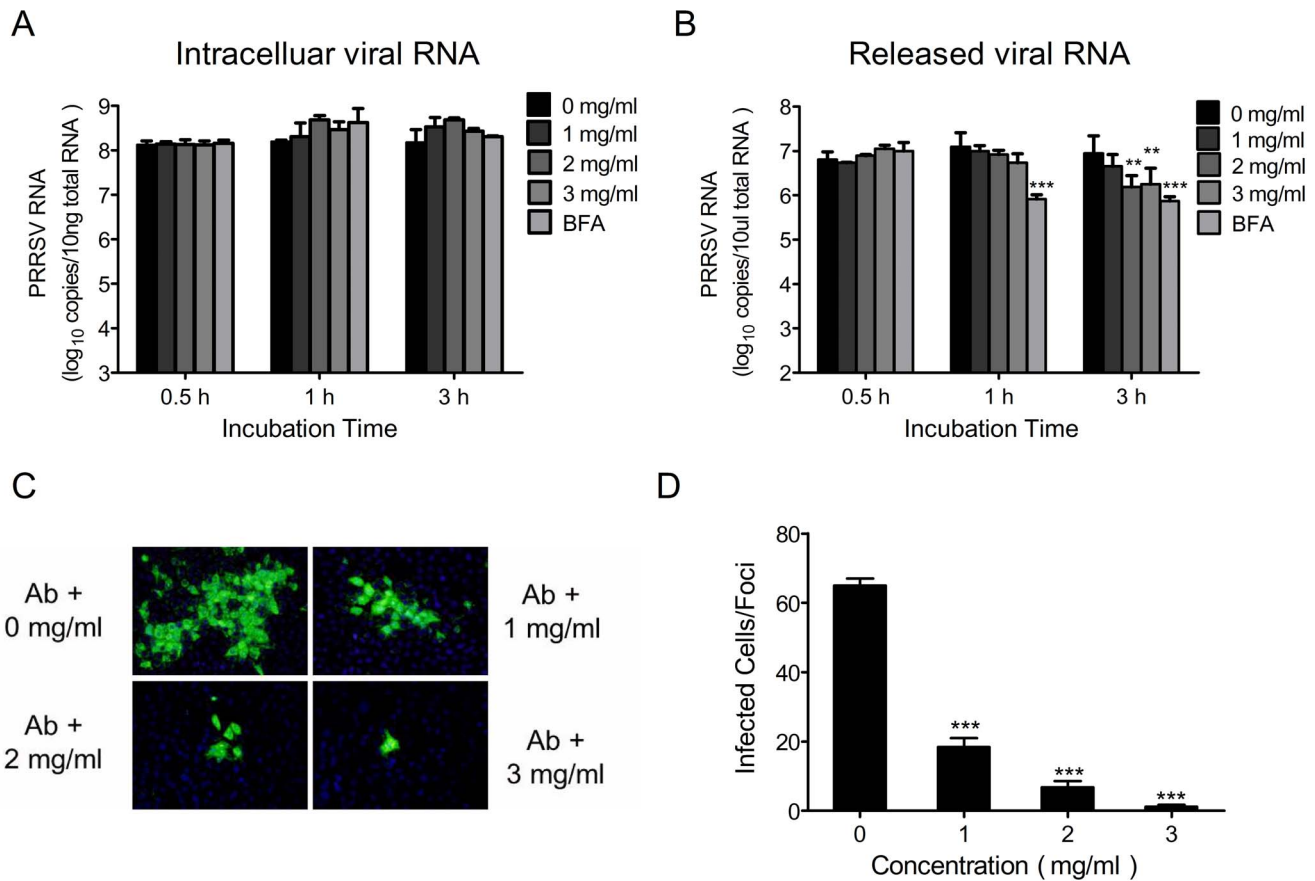 A
Intracelluar viral RNA
PRRSV RNA
(log10 copies/10ng total RNA )
9
8
7
6
5
4
3
0.5 h
1 h
3 h
Incubation Time
0 mg/ml
1 mg/ml
2 mg/ml
3 mg/ml
BFA
B
Released viral RNA
PRRSV RNA
(log10 copies/10ul total RNA)
8
7
6
5
4
3
2
***
**
**
***
0.5 h
1 h
3 h
Incubation Time
0 mg/ml
1 mg/ml
2 mg/ml
3 mg/ml
BFA
C
Ab +
0 mg/ml
Ab +
1 mg/ml
Ab +
2 mg/ml
Ab +
3 mg/ml
D
Infected Cells/Foci
80
60
40
20
0
***
***
***
0
1
2
3
Concentration ( mg/ml )